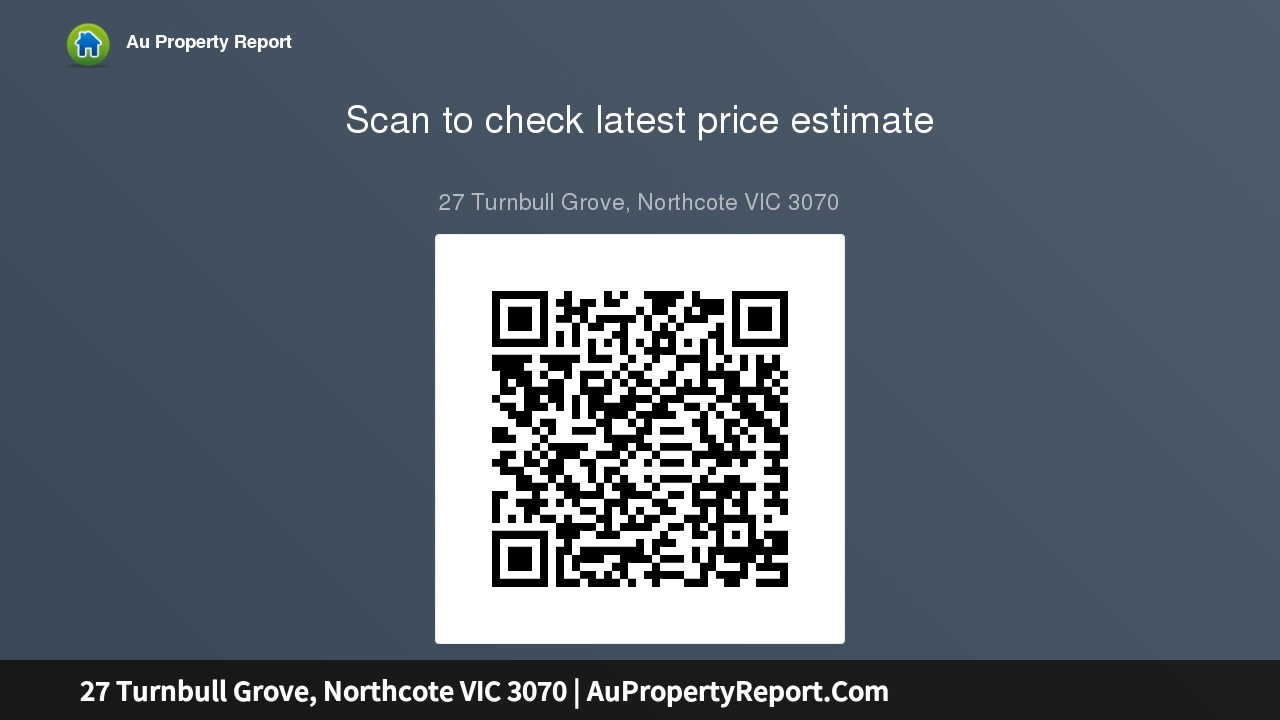 Au Property Report
Scan to check latest price estimate
27 Turnbull Grove, Northcote VIC 3070
27 Turnbull Grove, Northcote VIC 3070 | AuPropertyReport.Com